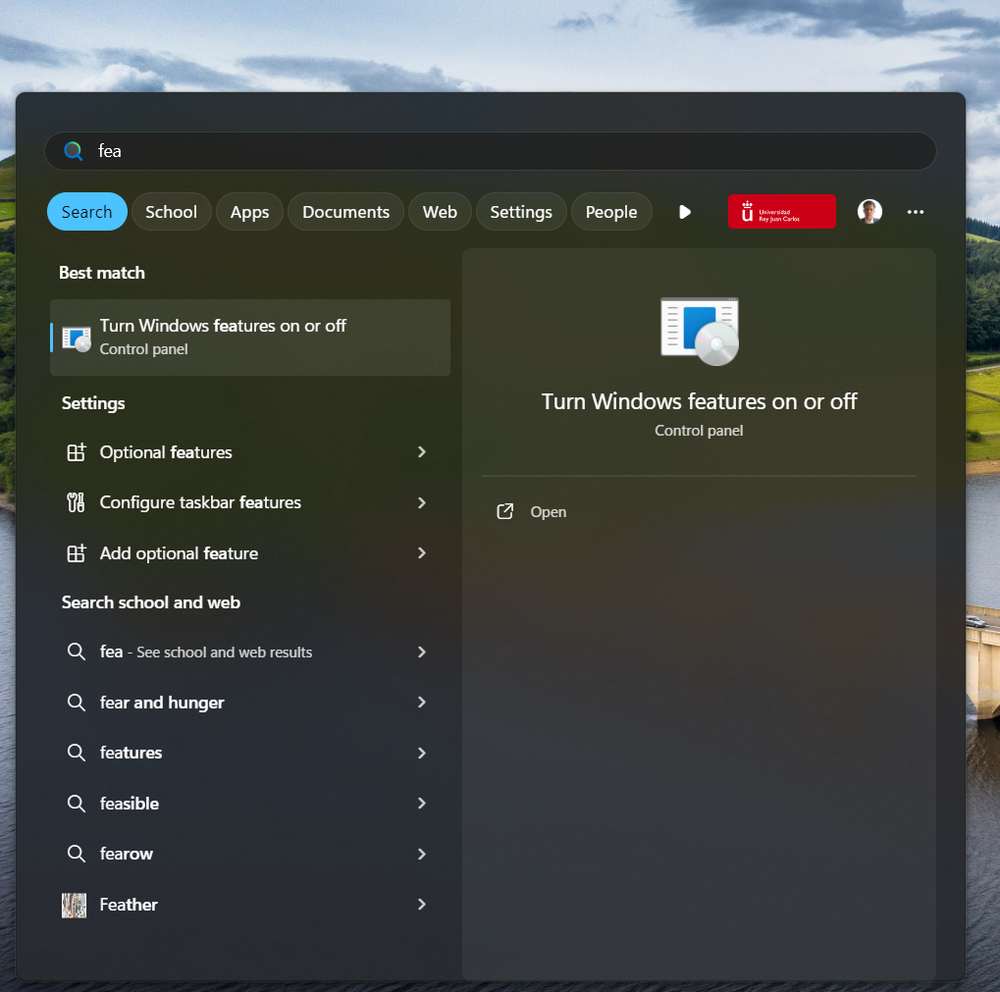 fea
Search School Apps Documents Web Settings People
Universidad
Rey Juan Carlos
Best match
Turn Windows features on or off
Control panel
Settings
Optional features
Configure taskbar features
Add optional feature
Search school and web
fea - See school and web results
fear and hunger
features
feasible
fearow
Feather
Turn Windows features on or off
Control panel
Open